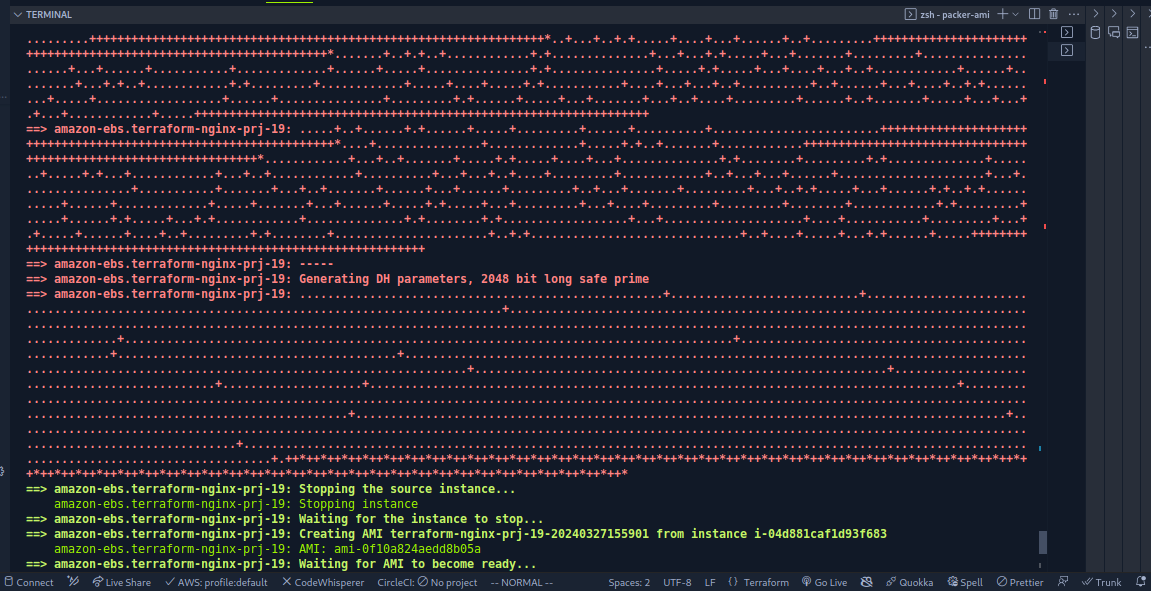 TERMINAL
zsh - packer-ami
==> amazon-ebs.terraform-nginx-prj-19:
==> amazon-ebs.terraform-nginx-prj-19: -----
==> amazon-ebs.terraform-nginx-prj-19: Generating DH parameters, 2048 bit long safe prime
==> amazon-ebs.terraform-nginx-prj-19:
==> amazon-ebs.terraform-nginx-prj-19: Stopping the source instance...
amazon-ebs.terraform-nginx-prj-19: Stopping instance
==> amazon-ebs.terraform-nginx-prj-19: Waiting for the instance to stop...
==> amazon-ebs.terraform-nginx-prj-19: Creating AMI terraform-nginx-prj-19-20240327155901 from instance i-04d881caf1d93f683
amazon-ebs.terraform-nginx-prj-19: AMI: ami-0f10a824aedd8b05a
==> amazon-ebs.terraform-nginx-prj-19: Waiting for AMI to become ready...
Connect Live Share AWS: profile:default CodeWhisperer CircleCI: No project -- NORMAL -- Spaces: 2 UTF-8 LF {} Terraform Go Live Quokka Spell Prettier Trunk